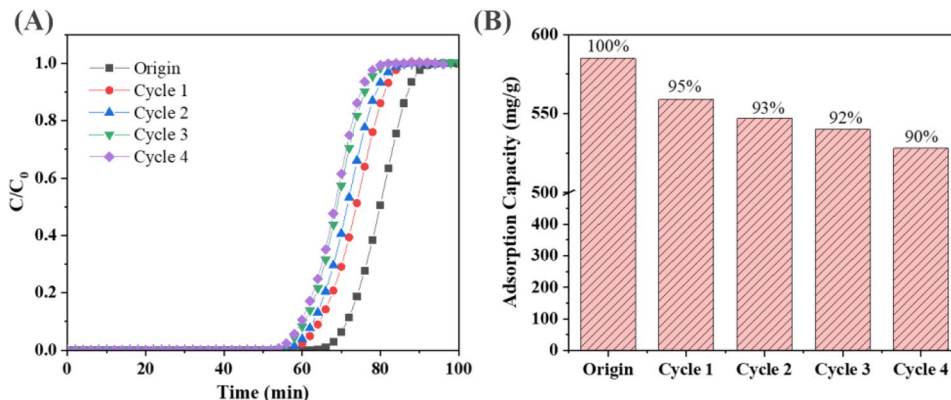 (A)
1.0
0.8
0.6
0.4
0.2
0.0
C/C0
Origin
Cycle 1
Cycle 2
Cycle 3
Cycle 4
0 20 40 60 80 100
Time (min)
(B)
600
550
500
400
300
200
100
0
Adsorption Capacity (mg/g)
100%
95%
93%
92%
90%
Origin Cycle 1 Cycle 2 Cycle 3 Cycle 4